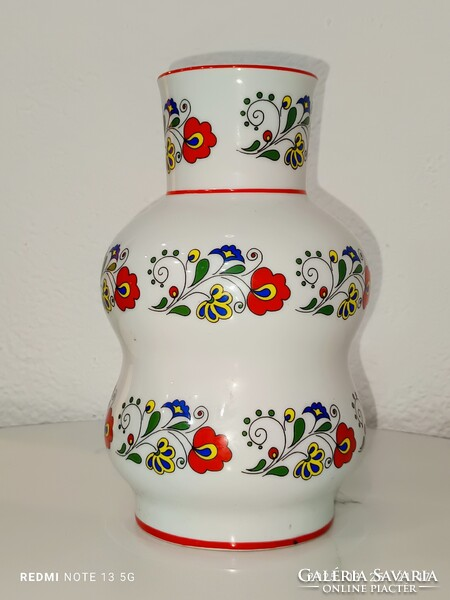 REDMI NOTE 13 5G
GALÉRIA SAVARIA
ONLINE PIACTÉR